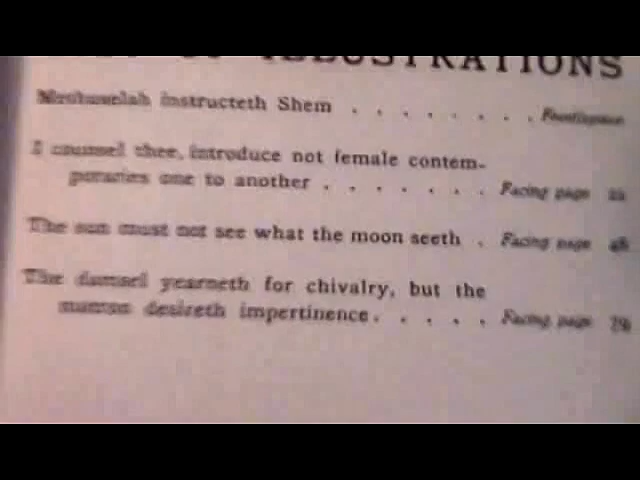 ILLUSTRATIONS
Methuselah instructeth Shem . . . . . . . . Frontispiece
I counsel thee, introduce not female contem-
poraries one to another . . . . . . Facing page
The sun must not see what the moon seeth . Facing page 48
The damsel yearneth for chivalry, but the
matron desireth impertinence. . . . . Facing page